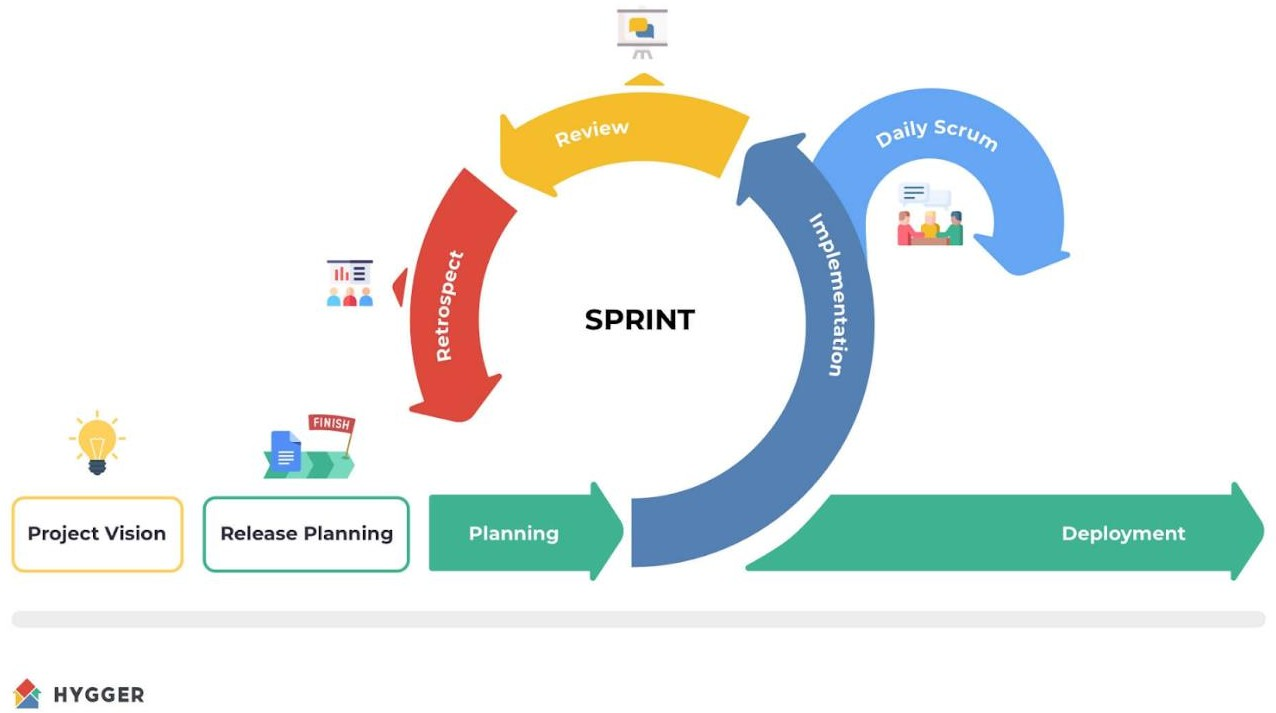 Review
Daily Scrum
Implementation
Retrospect
SPRINT
FINISH
Project Vision
Release Planning
Planning
Deployment
HYGGER